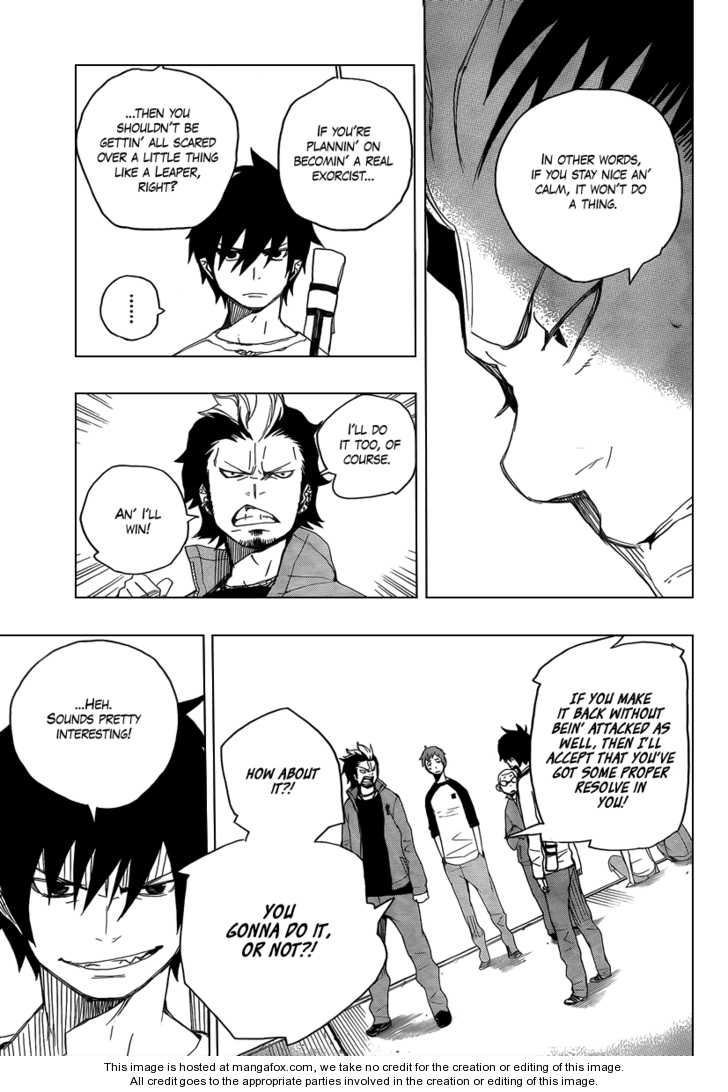 IN OTHER WORDS,
IF YOU STAY NICE AN'
CALM, IT WON'T DO
A THING.
IF YOU'RE
PLANNIN' ON
BECOMIN' A REAL
EXORCIST...
...THEN YOU
SHOULDN'T BE
GETTIN' ALL SCARED
OVER A LITTLE THING
LIKE A LEAPER,
RIGHT?
......
I'LL DO
IT TOO, OF
COURSE.
AN' I'LL
WIN!
IF YOU MAKE
IT BACK WITHOUT
BEIN' ATTACKED AS
WELL, THEN I'LL
ACCEPT THAT YOU'VE
GOT SOME PROPER
RESOLVE IN
YOU!
HOW ABOUT
IT?!
YOU
GONNA DO IT,
OR NOT?!
...HEH.
SOUNDS PRETTY
INTERESTING!
This image is hosted at mangafox.com, we take no credit for the creation or editing of this image.
All credit goes to the appropriate parties involved in the creation or editing of this image.